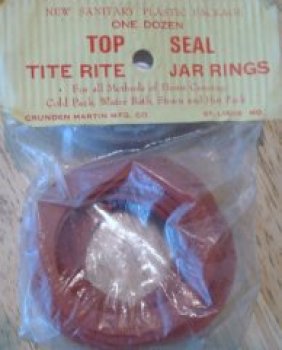 NEW SANITARY PLASTIC PACKAGE
ONE DOZEN
TOP SEAL
TITE RITE JAR RINGS
For all Methods of Home Canning
Cold Pack, Water Bath, Steam and Hot Pack
GRUNDEN MARTIN MFG. CO. ST. LOUIS MO